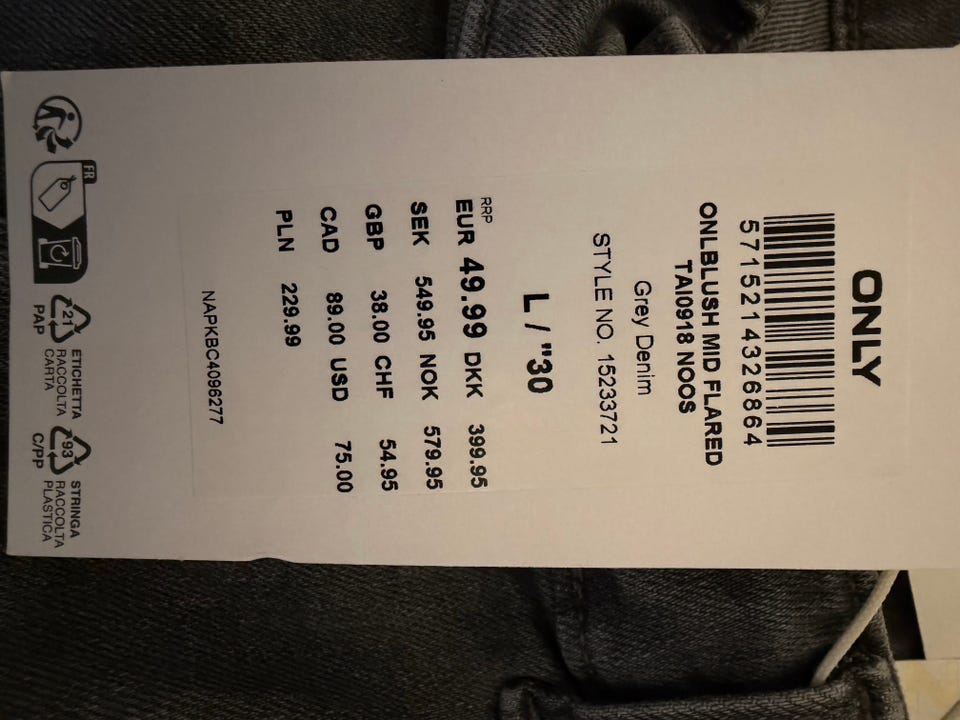 ONLY
5715214326864
ONLBLUSH MID FLARED
TAI0918 NOOS
Grey Denim
STYLE NO. 15233721
L / "30
RRP
EUR 49.99 DKK 399.95
SEK 549.95 NOK 579.95
GBP 38.00 CHF 54.95
CAD 89.00 USD 75.00
PLN 229.99
NAPKBC4096277
FR
21
PAP
ETICHETTA
RACCOLTA
CARTA
93
C/PP
STRINGA
RACCOLTA
PLASTICA